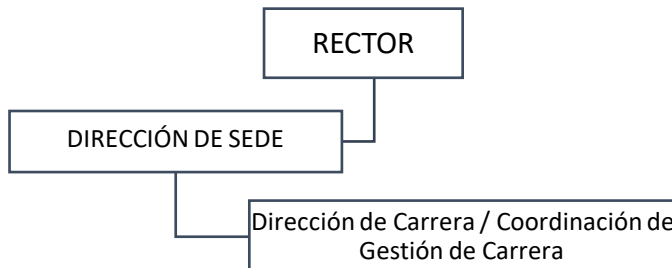 RECTOR
DIRECCIÓN DE SEDE
Dirección de Carrera / Coordinación de
Gestión de Carrera